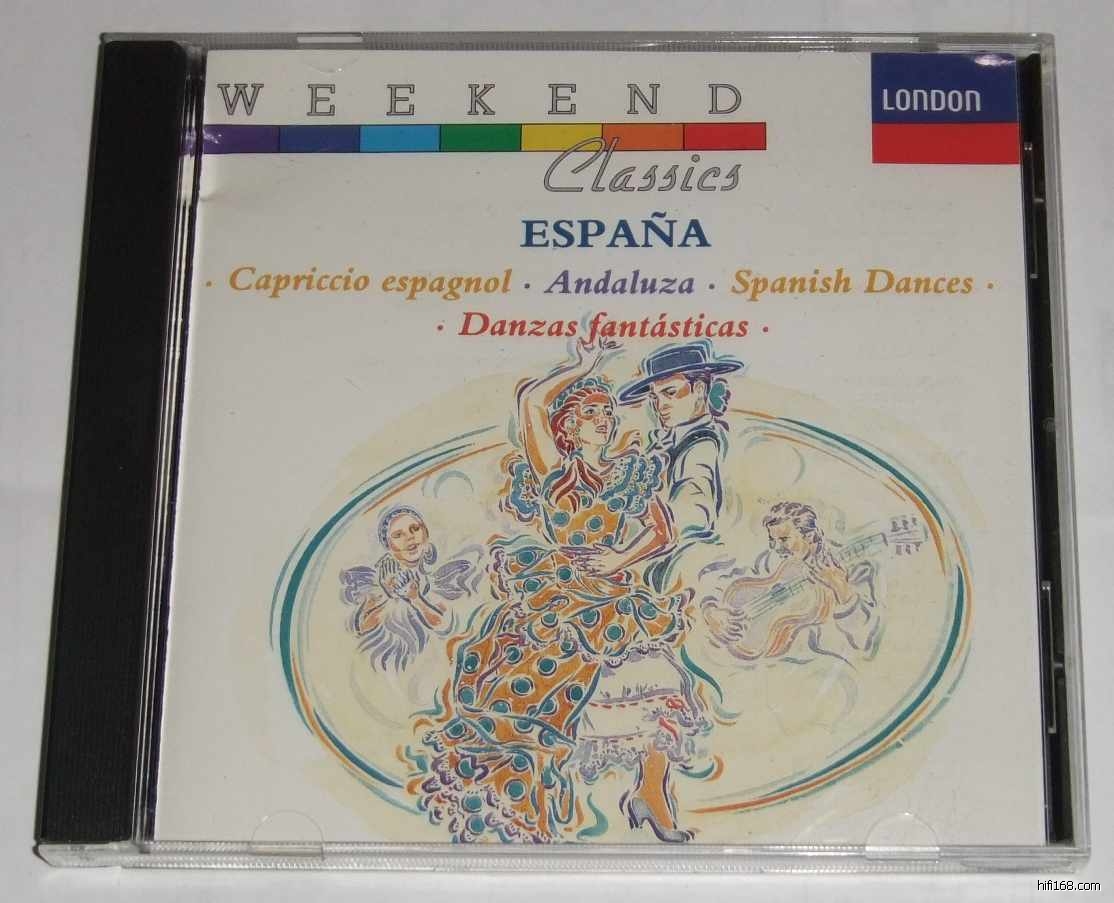 WEEKEND
LONDON
Classics
ESPAÑA
· Capriccio espagnol · Andaluza · Spanish Dances ·
· Danzas fantásticas ·
hifi168.com